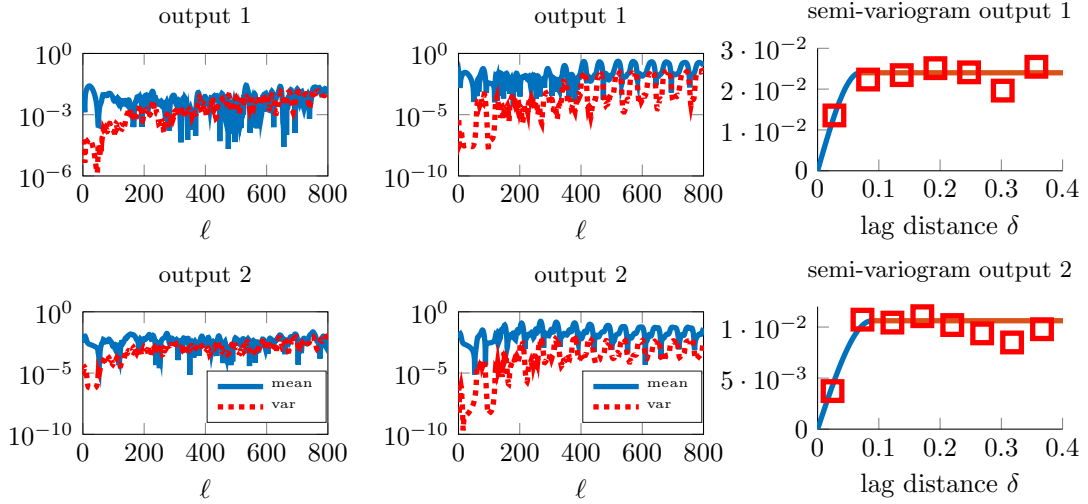 output 1
10^0
10^{-3}
10^{-6}
0 200 400 600 800
ℓ
output 1
10^0
10^{-5}
10^{-10}
0 200 400 600 800
ℓ
semi-variogram output 1
3 · 10^{-2}
2 · 10^{-2}
1 · 10^{-2}
0
0 0.1 0.2 0.3 0.4
lag distance δ
output 2
10^0
10^{-5}
10^{-10}
mean
var
0 200 400 600 800
ℓ
output 2
10^0
10^{-5}
10^{-10}
mean
var
0 200 400 600 800
ℓ
semi-variogram output 2
1 · 10^{-2}
5 · 10^{-3}
0
0 0.1 0.2 0.3 0.4
lag distance δ